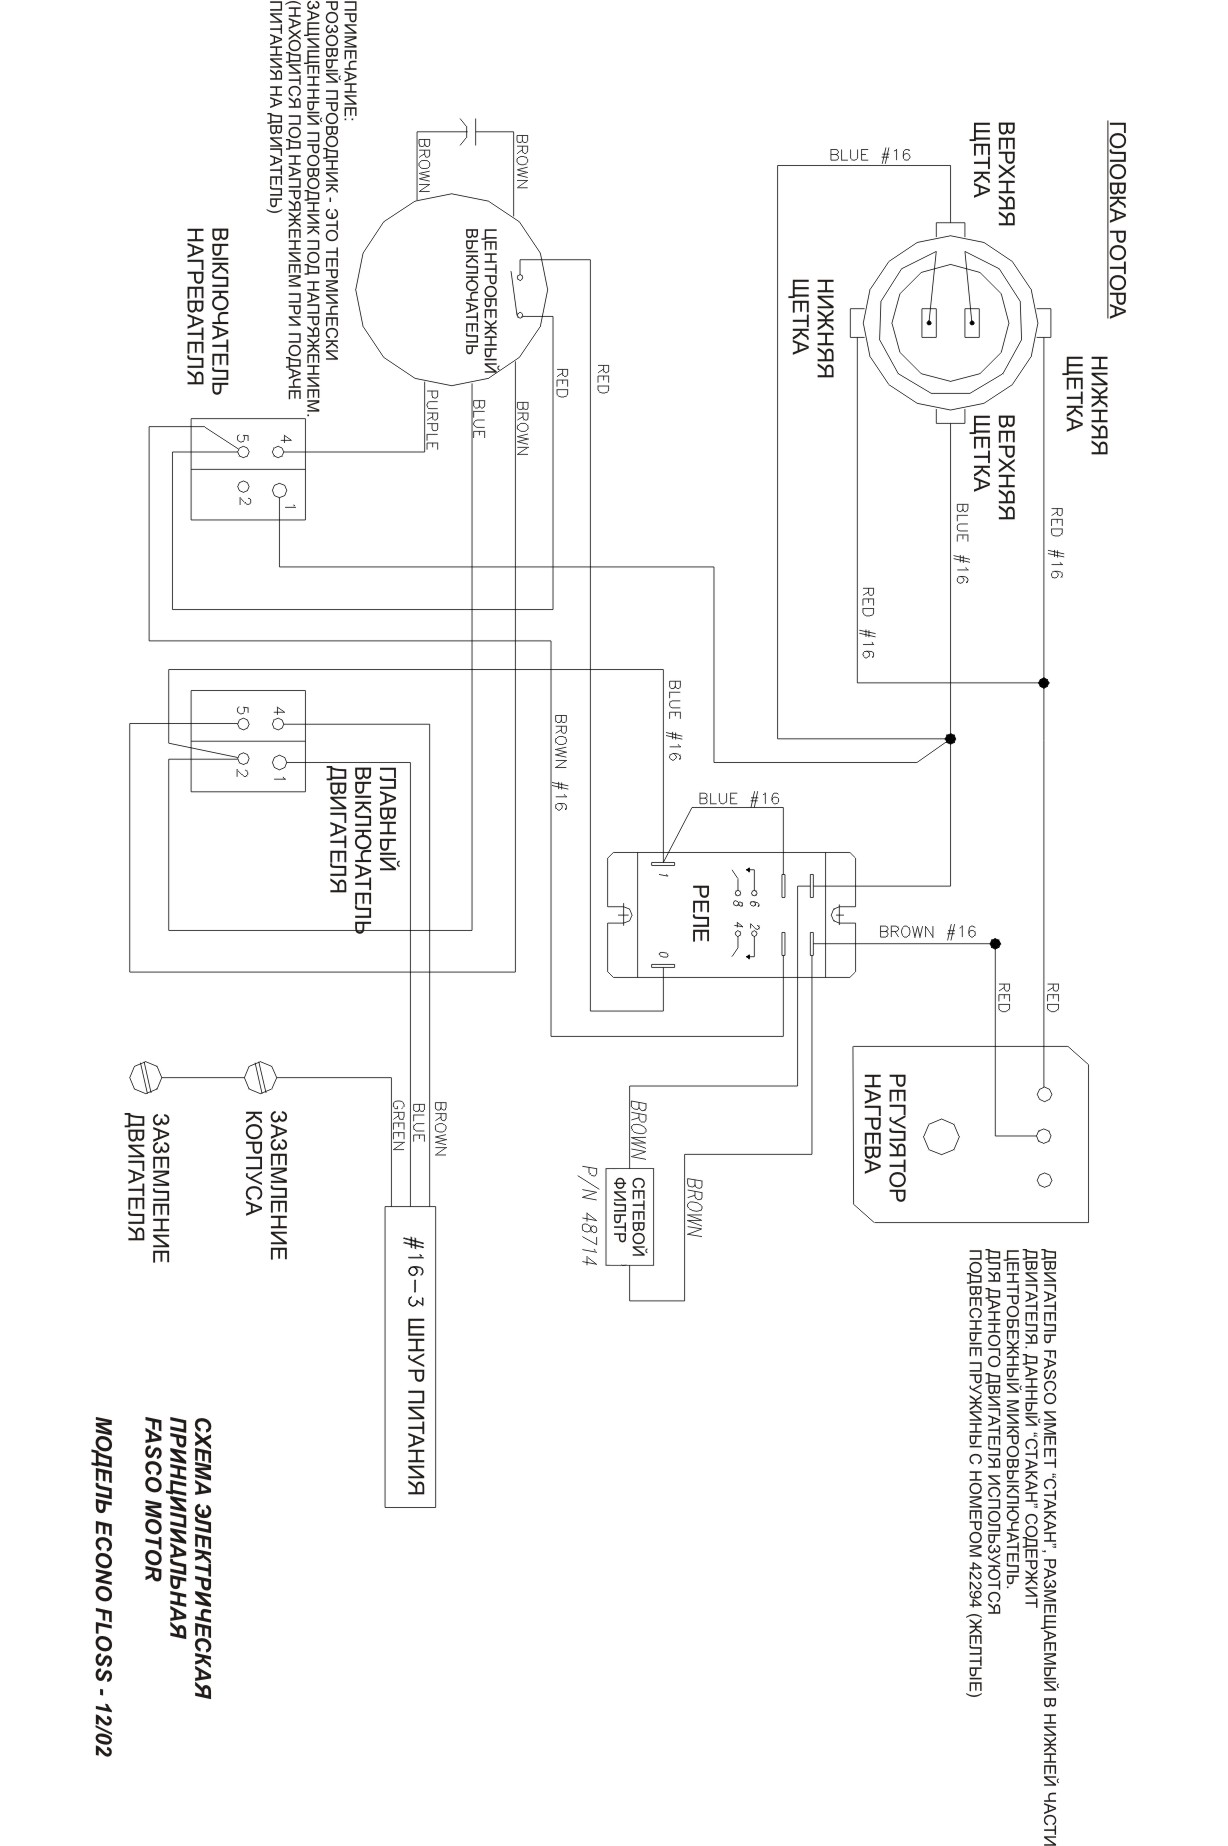 ГОЛОВКА РОТОРА
ВЕРХНЯЯ
ЩЕТКА
НИЖНЯЯ
ЩЕТКА
ВЕРХНЯЯ
ЩЕТКА
НИЖНЯЯ
ЩЕТКА
BLUE #16
RED #16
BLUE #16
RED #16
RED
RED
BROWN #16
РЕГУЛЯТОР
НАГРЕВА
ДВИГАТЕЛЬ FASCO ИМЕЕТ “СТАКАН”, РАЗМЕЩАЕМЫЙ В НИЖНЕЙ ЧАСТИ
ДВИГАТЕЛЯ. ДАННЫЙ “СТАКАН” СОДЕРЖИТ
ЦЕНТРОБЕЖНЫЙ МИКРОВЫКЛЮЧАТЕЛЬ.
ДЛЯ ДАННОГО ДВИГАТЕЛЯ ИСПОЛЬЗУЮТСЯ
ПОДВЕСНЫЕ ПРУЖИНЫ С НОМЕРОМ 42294 (ЖЕЛТЫЕ)
BLUE #16
BLUE #16
РЕЛЕ
6
8
2
4
1
0
BROWN
BROWN
СЕТЕВОЙ
ФИЛЬТР
P/N 48714
RED
RED
BROWN #16
BROWN
BROWN
ЦЕНТРОБЕЖНЫЙ
ВЫКЛЮЧАТЕЛЬ
BROWN
BLUE
PURPLE
ПРИМЕЧАНИЕ:
РОЗОВЫЙ ПРОВОДНИК - ЭТО ТЕРМИЧЕСКИ
ЗАЩИЩЕННЫЙ ПРОВОДНИК ПОД НАПРЯЖЕНИЕМ.
(НАХОДИТСЯ ПОД НАПРЯЖЕНИЕМ ПРИ ПОДАЧЕ
ПИТАНИЯ НА ДВИГАТЕЛЬ)
ВЫКЛЮЧАТЕЛЬ
НАГРЕВАТЕЛЯ
4
1
5
2
ГЛАВНЫЙ
ВЫКЛЮЧАТЕЛЬ
ДВИГАТЕЛЯ
4
1
5
2
BROWN
BLUE
GREEN
#16-3 ШНУР ПИТАНИЯ
ЗАЗЕМЛЕНИЕ
КОРПУСА
ЗАЗЕМЛЕНИЕ
ДВИГАТЕЛЯ
СХЕМА ЭЛЕКТРИЧЕСКАЯ
ПРИНЦИПИАЛЬНАЯ
FASCO MOTOR
МОДЕЛЬ ECONO FLOSS - 12/02